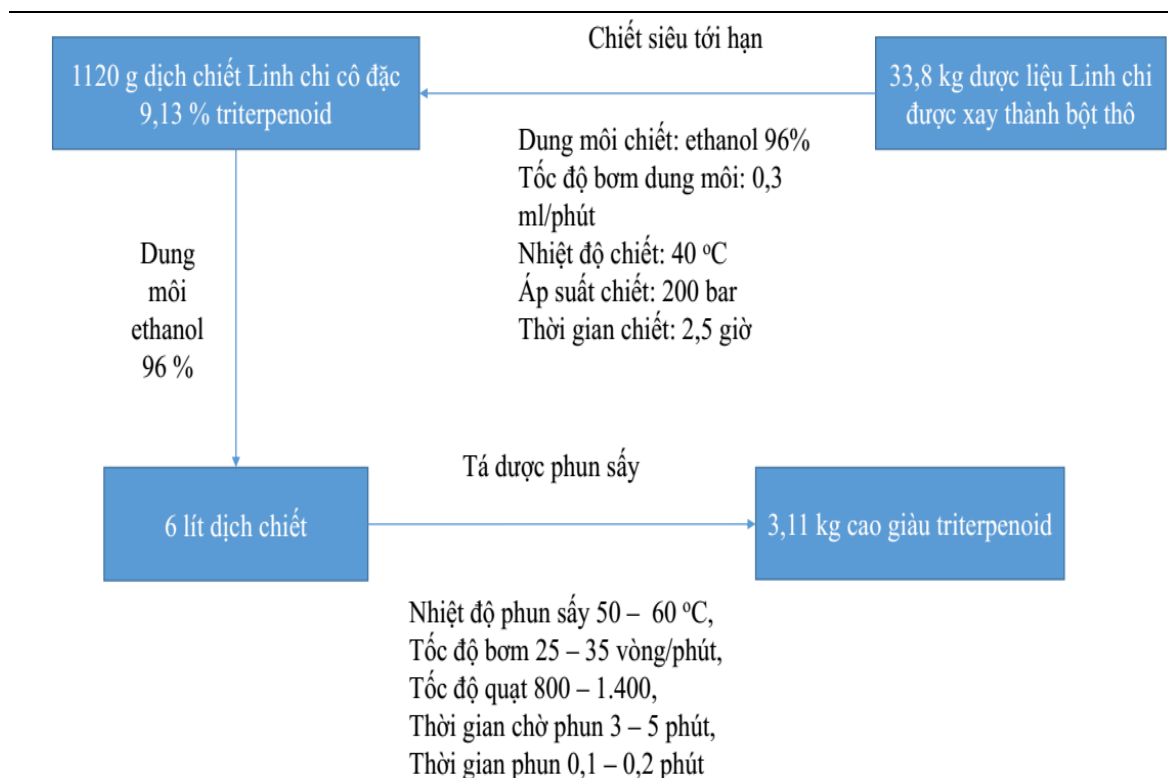 Chiết siêu tới hạn
1120 g dịch chiết Linh chi cô đặc
9,13 % triterpenoid
33,8 kg dược liệu Linh chi
được xay thành bột thô
Dung môi chiết: ethanol 96%
Tốc độ bơm dung môi: 0,3
ml/phút
Nhiệt độ chiết: 40 ᵒC
Áp suất chiết: 200 bar
Thời gian chiết: 2,5 giờ
Dung
môi
ethanol
96 %
Tá dược phun sấy
6 lít dịch chiết
3,11 kg cao giàu triterpenoid
Nhiệt độ phun sấy 50 – 60 ᵒC,
Tốc độ bơm 25 – 35 vòng/phút,
Tốc độ quạt 800 – 1.400,
Thời gian chờ phun 3 – 5 phút,
Thời gian phun 0,1 – 0,2 phút